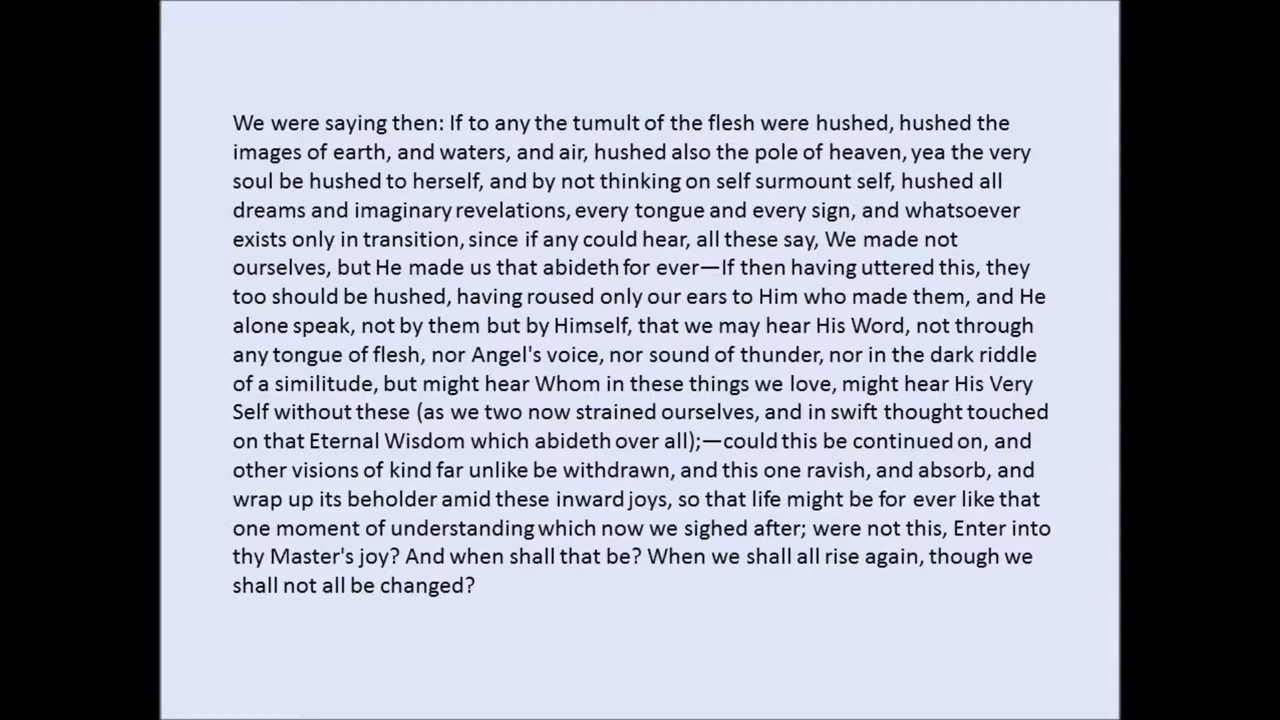 We were saying then: If to any the tumult of the flesh were hushed, hushed the
images of earth, and waters, and air, hushed also the pole of heaven, yea the very
soul be hushed to herself, and by not thinking on self surmount self, hushed all
dreams and imaginary revelations, every tongue and every sign, and whatsoever
exists only in transition, since if any could hear, all these say, We made not
ourselves, but He made us that abideth for ever—If then having uttered this, they
too should be hushed, having roused only our ears to Him who made them, and He
alone speak, not by them but by Himself, that we may hear His Word, not through
any tongue of flesh, nor Angel's voice, nor sound of thunder, nor in the dark riddle
of a similitude, but might hear Whom in these things we love, might hear His Very
Self without these (as we two now strained ourselves, and in swift thought touched
on that Eternal Wisdom which abideth over all);—could this be continued on, and
other visions of kind far unlike be withdrawn, and this one ravish, and absorb, and
wrap up its beholder amid these inward joys, so that life might be for ever like that
one moment of understanding which now we sighed after; were not this, Enter into
thy Master's joy? And when shall that be? When we shall all rise again, though we
shall not all be changed?